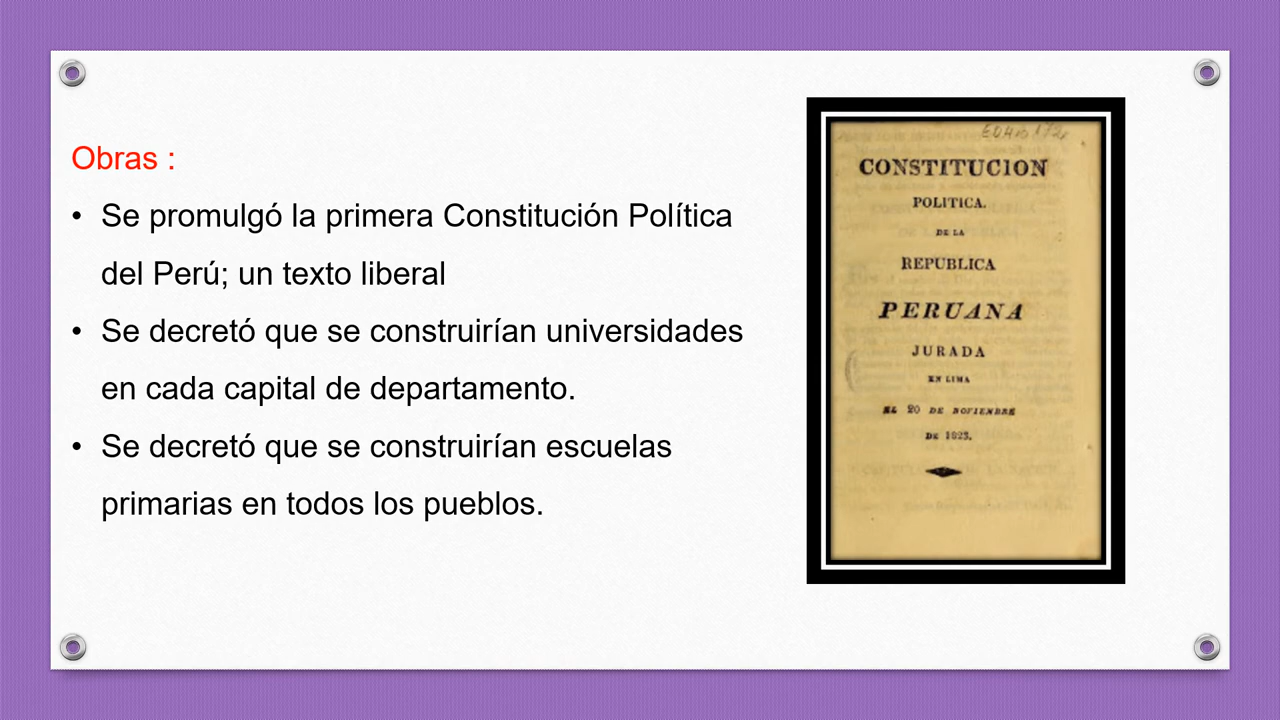 Obras :
• Se promulgó la primera Constitución Política
del Perú; un texto liberal
• Se decretó que se construirían universidades
en cada capital de departamento.
• Se decretó que se construirían escuelas
primarias en todos los pueblos.
CONSTITUCION
POLITICA.
DE LA
REPUBLICA
PERUANA
JURADA
EN LIMA
EL 20 DE NOVIEMBRE
DE 1823.